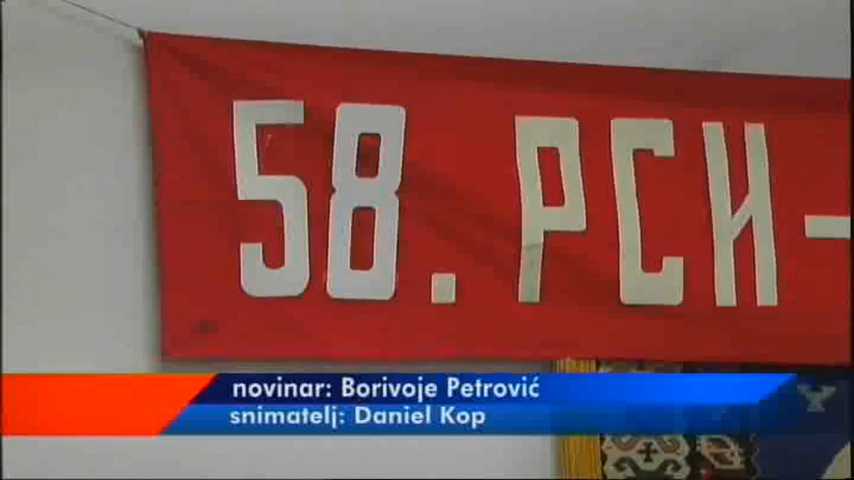 58. РСИ –
novinar: Borivoje Petrović
snimatelj: Daniel Kop